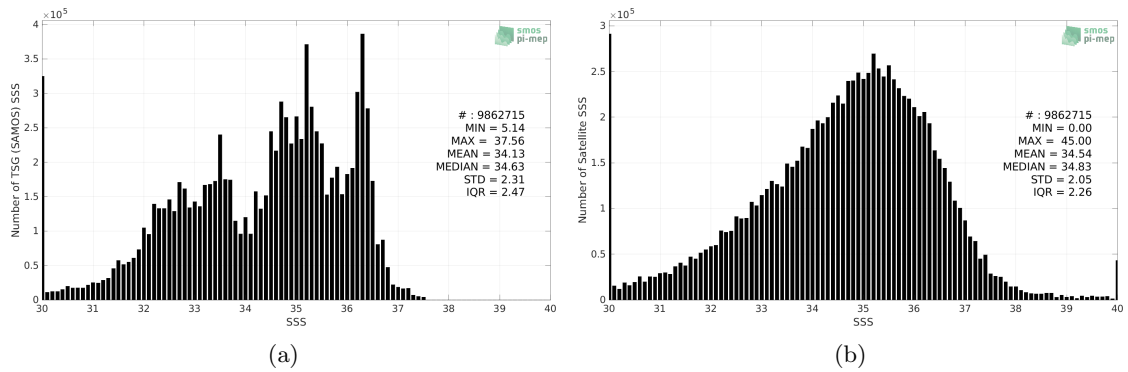 ×10⁵
4
3.5
3
2.5
2
1.5
1
0.5
0
Number of TSG (SAMOS) SSS
smos
pi-mep
# : 9862715
MIN = 5.14
MAX = 37.56
MEAN = 34.13
MEDIAN = 34.63
STD = 2.31
IQR = 2.47
30 31 32 33 34 35 36 37 38 39 40
SSS
(a)
×10⁵
3
2.5
2
1.5
1
0.5
0
Number of Satellite SSS
smos
pi-mep
# : 9862715
MIN = 0.00
MAX = 45.00
MEAN = 34.54
MEDIAN = 34.83
STD = 2.05
IQR = 2.26
30 31 32 33 34 35 36 37 38 39 40
SSS
(b)